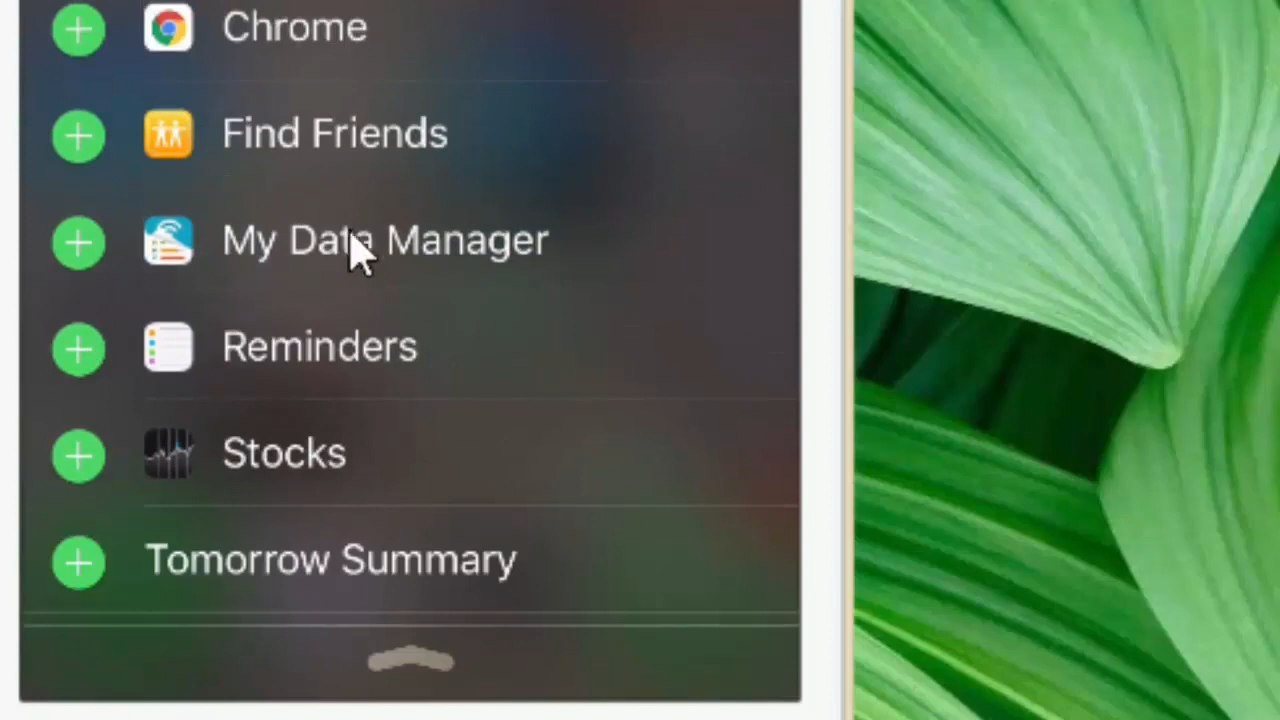 Chrome
Find Friends
My Data Manager
Reminders
Stocks
Tomorrow Summary